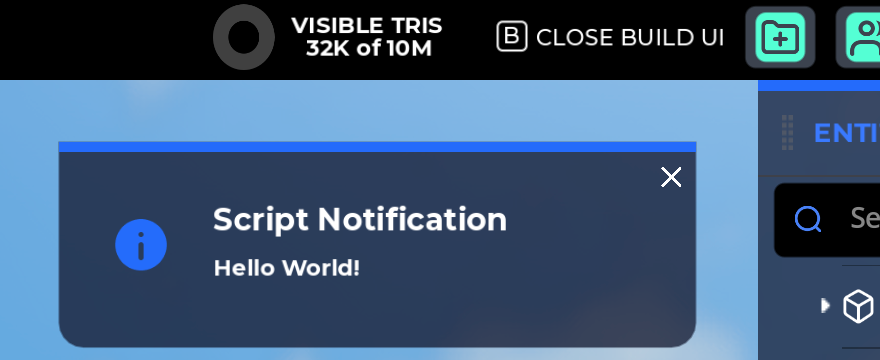 VISIBLE TRIS
32K of 10M
B CLOSE BUILD UI
ENTI
Se
Script Notification
Hello World!